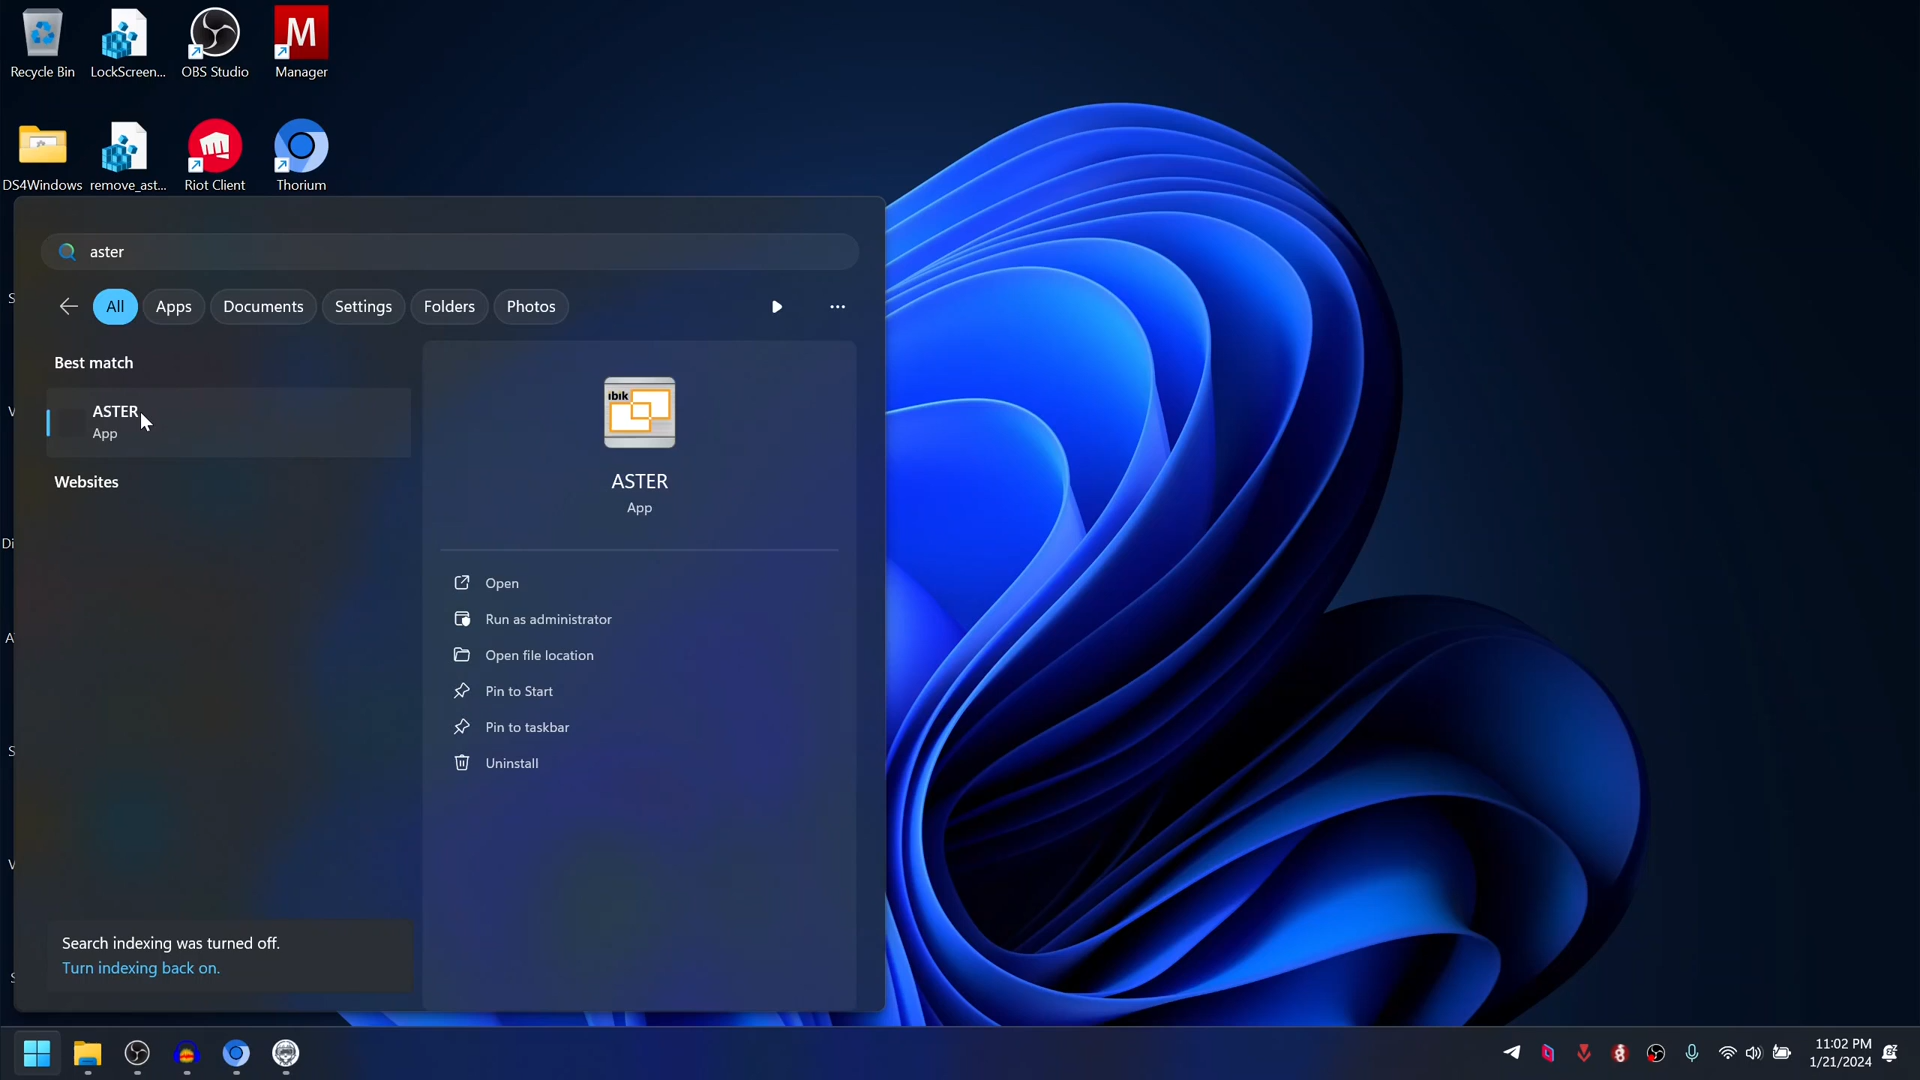 Recycle Bin
LockScreen...
OBS Studio
M
Manager
DS4Windows
remove_ast...
Riot Client
Thorium
aster
All
Apps
Documents
Settings
Folders
Photos
Best match
ASTER
App
Websites
ibik
ASTER
App
Open
Run as administrator
Open file location
Pin to Start
Pin to taskbar
Uninstall
Search indexing was turned off.
Turn indexing back on.
11:02 PM
1/21/2024